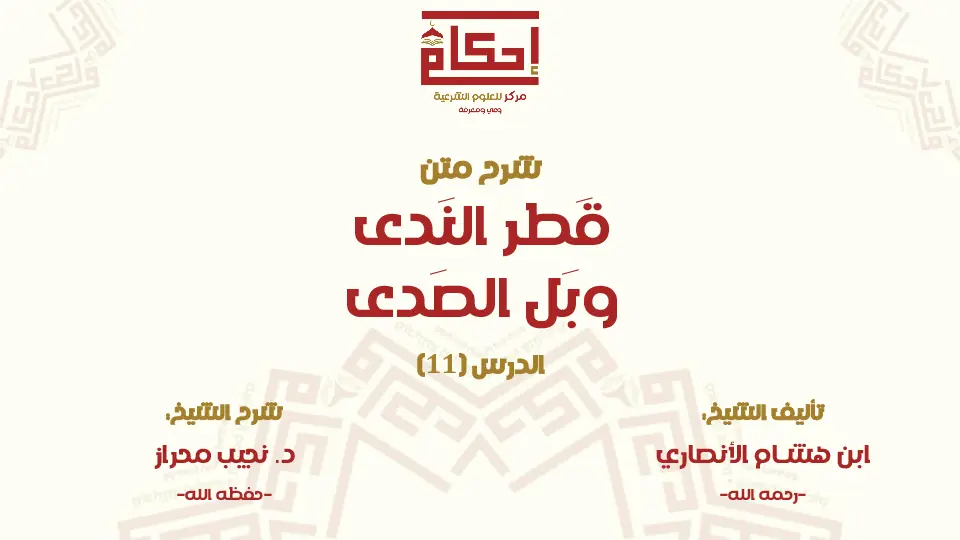 إحكام
مركز للعلوم الشرعية
وعي ومعرفة
شرح متن
قَطر النَدى
وبَل الصَدى
الدرس (11)
تأليف الشيخ:
ابن هشام الأنصاري
-رحمه الله-
شرح الشيخ:
د. نجيب محراز
-حفظه الله-